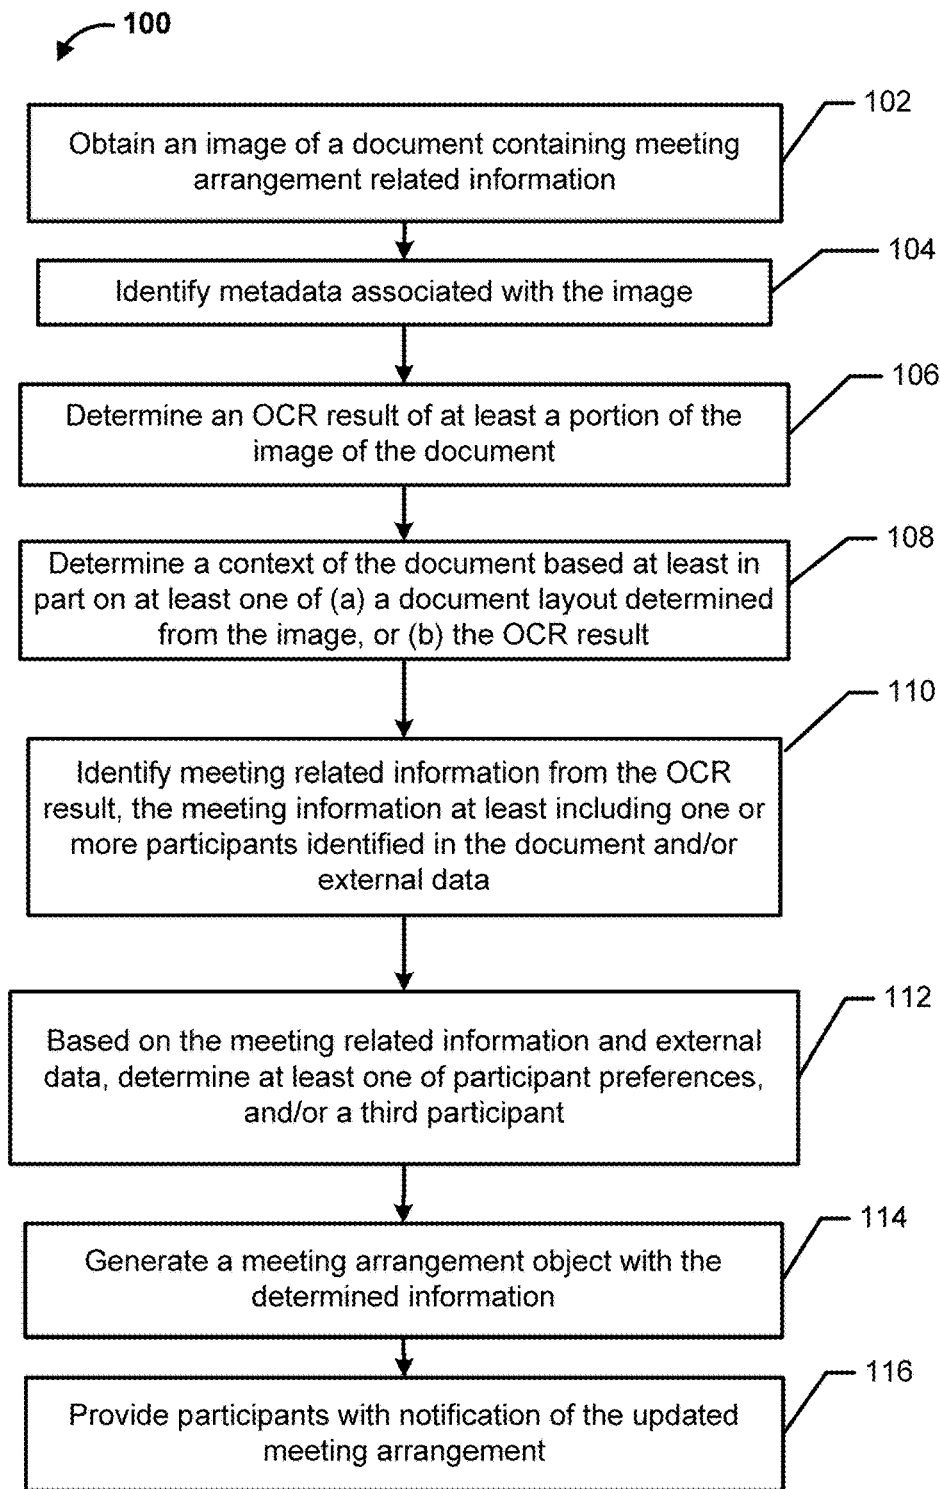 100
102
Obtain an image of a document containing meeting
arrangement related information
104
Identify metadata associated with the image
106
Determine an OCR result of at least a portion of the
image of the document
108
Determine a context of the document based at least in
part on at least one of (a) a document layout determined
from the image, or (b) the OCR result
110
Identify meeting related information from the OCR
result, the meeting information at least including one or
more participants identified in the document and/or
external data
112
Based on the meeting related information and external
data, determine at least one of participant preferences,
and/or a third participant
114
Generate a meeting arrangement object with the
determined information
116
Provide participants with notification of the updated
meeting arrangement